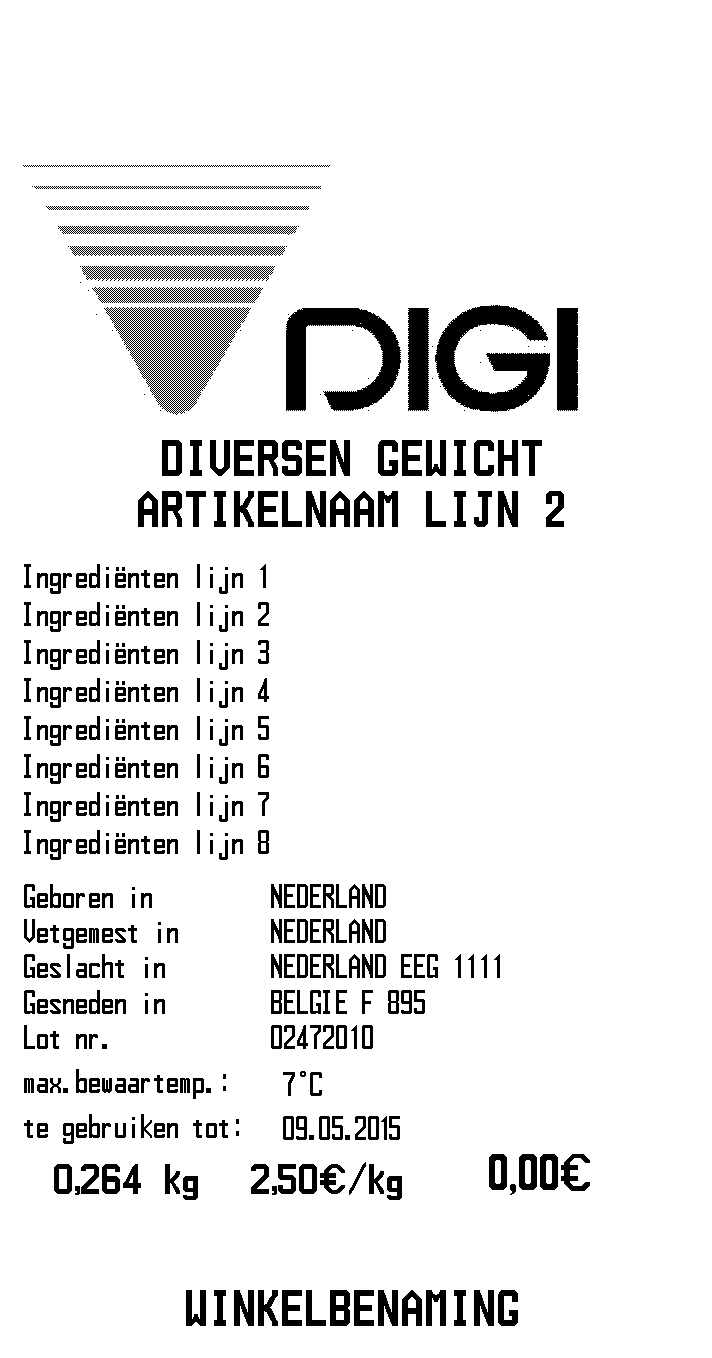 DIGI
DIVERSEN GEWICHT
ARTIKELNAAM LIJN 2
Ingrediënten lijn 1
Ingrediënten lijn 2
Ingrediënten lijn 3
Ingrediënten lijn 4
Ingrediënten lijn 5
Ingrediënten lijn 6
Ingrediënten lijn 7
Ingrediënten lijn 8
Geboren in NEDERLAND
Vetgemest in NEDERLAND
Geslacht in NEDERLAND EEG 1111
Gesneden in BELGIE F 895
Lot nr. 02472010
max.bewaartemp.: 7°C
te gebruiken tot: 09.05.2015
0,264 kg 2,50€/kg 0,00€
WINKELBENAMING